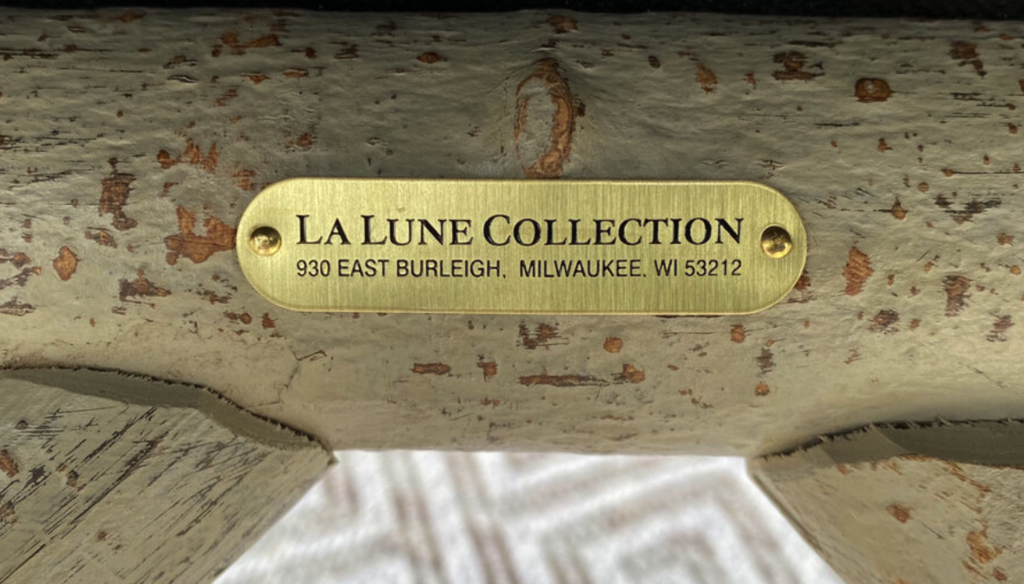 LA LUNE COLLECTION
930 EAST BURLEIGH, MILWAUKEE, WI 53212